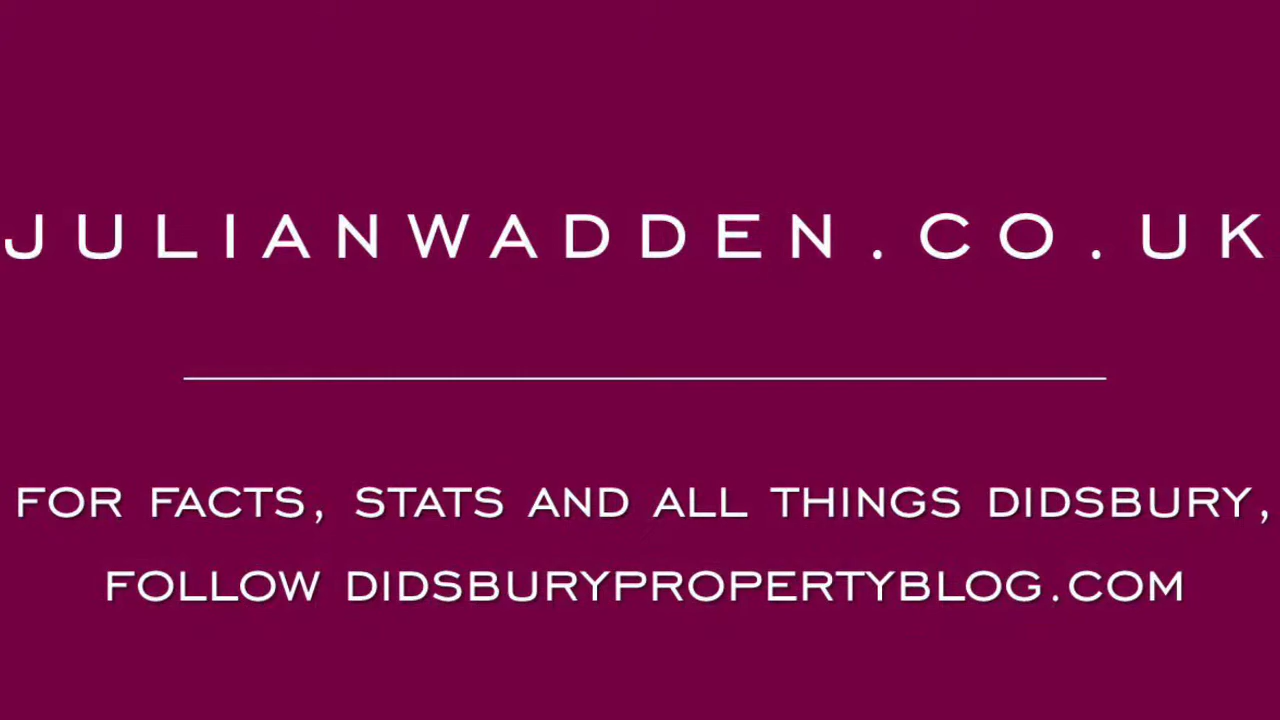 JULIANWADDEN.CO.UK
FOR FACTS, STATS AND ALL THINGS DIDSBURY,
FOLLOW DIDSBURYPROPERTYBLOG.COM